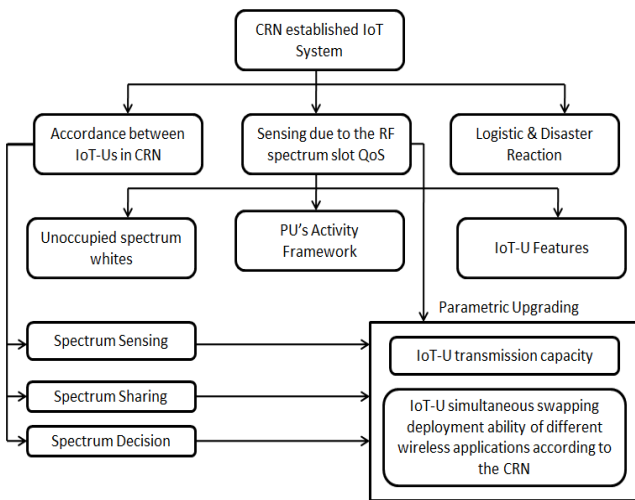 CRN established IoT
System
Accordance between
IoT-Us in CRN
Sensing due to the RF
spectrum slot QoS
Logistic & Disaster
Reaction
Unoccupied spectrum
whites
PU's Activity
Framework
IoT-U Features
Parametric Upgrading
Spectrum Sensing
IoT-U transmission capacity
Spectrum Sharing
IoT-U simultaneous swapping
deployment ability of different
wireless applications according to
the CRN
Spectrum Decision